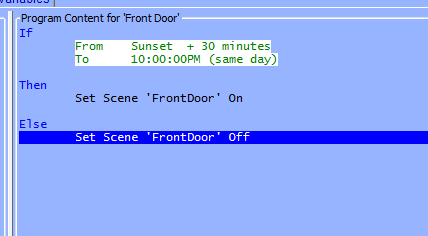 Variables
Program Content for 'Front Door'
If
From Sunset + 30 minutes
To 10:00:00PM (same day)
Then
Set Scene 'FrontDoor' On
Else
Set Scene 'FrontDoor' Off